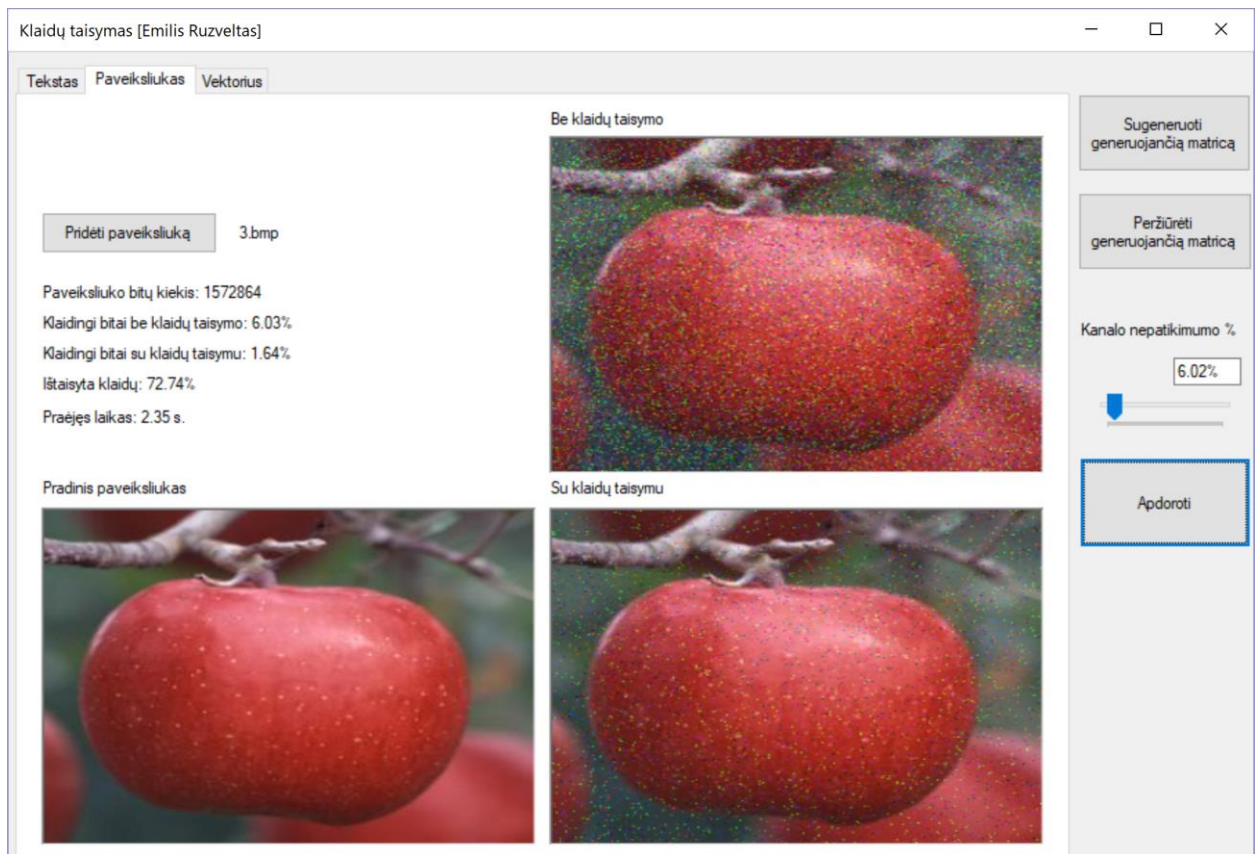 Klaidų taisymas [Emilis Ruzveltas]
Tekstas
Paveiksliukas
Vektorius
Be klaidų taisymo
Pridėti paveiksliuką
3.bmp
Paveiksliuko bitų kiekis: 1572864
Klaidingi bitai be klaidų taisymo: 6.03%
Klaidingi bitai su klaidų taisymu: 1.64%
Ištaisyta klaidų: 72.74%
Praėjęs laikas: 2.35 s.
Pradinis paveiksliukas
Su klaidų taisymu
Sugeneruoti
generuojančią matricą
Peržiūrėti
generuojančią matricą
Kanalo nepatikimumo %
6.02%
Apdoroti